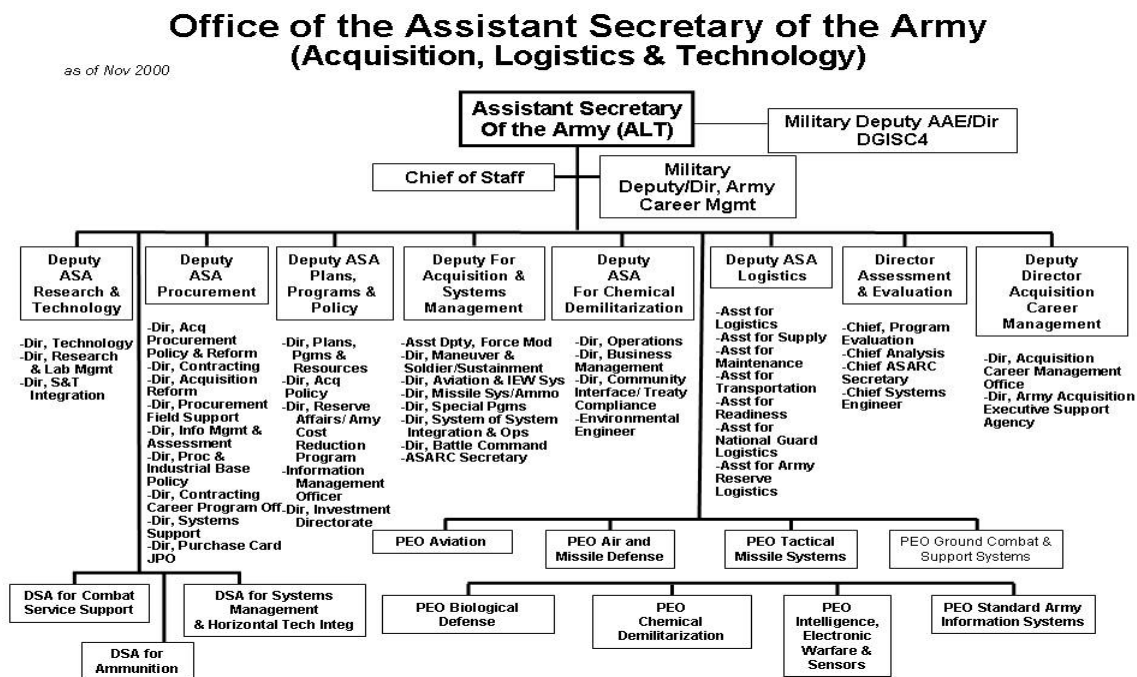 Office of the Assistant Secretary of the Army
(Acquisition, Logistics & Technology)
as of Nov 2000
Assistant Secretary
Of the Army (ALT)
Military Deputy AAE/Dir
DGISC4
Chief of Staff
Military
Deputy/Dir, Army
Career Mgmt
Deputy
ASA
Research &
Technology
-Dir, Technology
-Dir, Research
& Lab Mgmt
-Dir, S&T
Integration
Deputy
ASA
Procurement
-Dir, Acq
Procurement
Policy & Reform
-Dir, Contracting
-Dir, Acquisition
Reform
-Dir, Procurement
Field Support
-Dir, Info Mgmt &
Assessment
-Dir, Proc &
Industrial Base
Policy
-Dir, Contracting
Career Program Off
-Dir, Systems
Support
-Dir, Purchase Card
JPO
Deputy ASA
Plans,
Programs &
Policy
-Dir, Plans,
Pgms &
Resources
-Dir, Acq
Policy
-Dir, Reserve
Affairs/ Amy
Cost
Reduction
Program
-Information
Management
Officer
-Dir, Investment
Directorate
Deputy For
Acquisition &
Systems
Management
-Asst Dpty, Force Mod
-Dir, Maneuver &
Soldier/Sustainment
-Dir, Aviation & IEW Sys
-Dir, Missile Sys/Ammo
-Dir, Special Pgms
-Dir, System of System
Integration & Ops
-Dir, Battle Command
-ASARC Secretary
Deputy
ASA
For Chemical
Demilitarization
-Dir, Operations
-Dir, Business
Management
-Dir, Community
Interface/ Treaty
Compliance
-Environmental
Engineer
Deputy ASA
Logistics
-Asst for
Logistics
-Asst for Supply
-Asst for
Maintenance
-Asst for
Transportation
-Asst for
Readiness
-Asst for
National Guard
Logistics
-Asst for Army
Reserve
Logistics
Director
Assessment
& Evaluation
-Chief, Program
Evaluation
-Chief Analysis
-Chief ASARC
Secretary
-Chief Systems
Engineer
Deputy
Director
Acquisition
Career
Management
-Dir, Acquisition
Career Management
Office
-Dir, Army Acquisition
Executive Support
Agency
PEO Aviation
PEO Air and
Missile Defense
PEO Tactical
Missile Systems
PEO Ground Combat &
Support Systems
DSA for Combat
Service Support
DSA for Systems
Management
& Horizontal Tech Integ
DSA for
Ammunition
PEO Biological
Defense
PEO
Chemical
Demilitarization
PEO
Intelligence,
Electronic
Warfare &
Sensors
PEO Standard Army
Information Systems